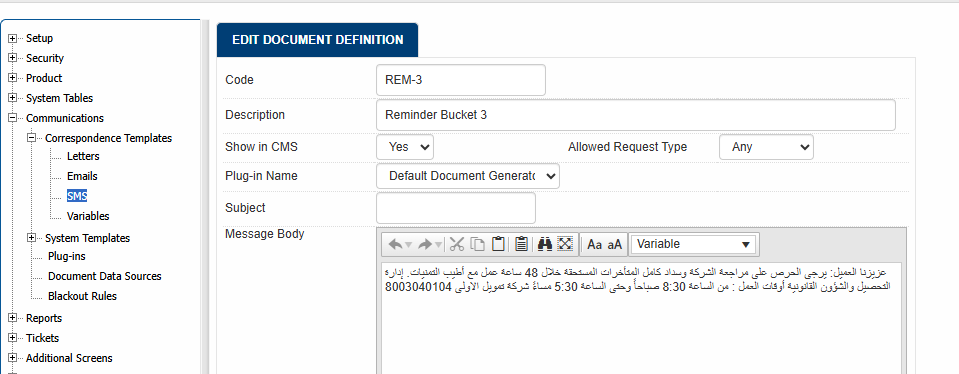 Setup
Security
Product
System Tables
Communications
Correspondence Templates
Letters
Emails
SMS
Variables
System Templates
Plug-ins
Document Data Sources
Blackout Rules
Reports
Tickets
Additional Screens
EDIT DOCUMENT DEFINITION
Code REM-3
Description Reminder Bucket 3
Show in CMS Yes Allowed Request Type Any
Plug-in Name Default Document Generato
Subject
Message Body
Aa aA Variable
عزيزنا العميل: يرجى الحرص على مراجعة الشركة وسداد كامل المتأخرات المستحقة خلال 48 ساعة عمل مع أطيب التمنيات. إدارة
التحصيل والشؤون القانونية أوقات العمل : من الساعة 8:30 صباحاً وحتى الساعة 5:30 مساءً شركة تمويل الاولى 8003040104